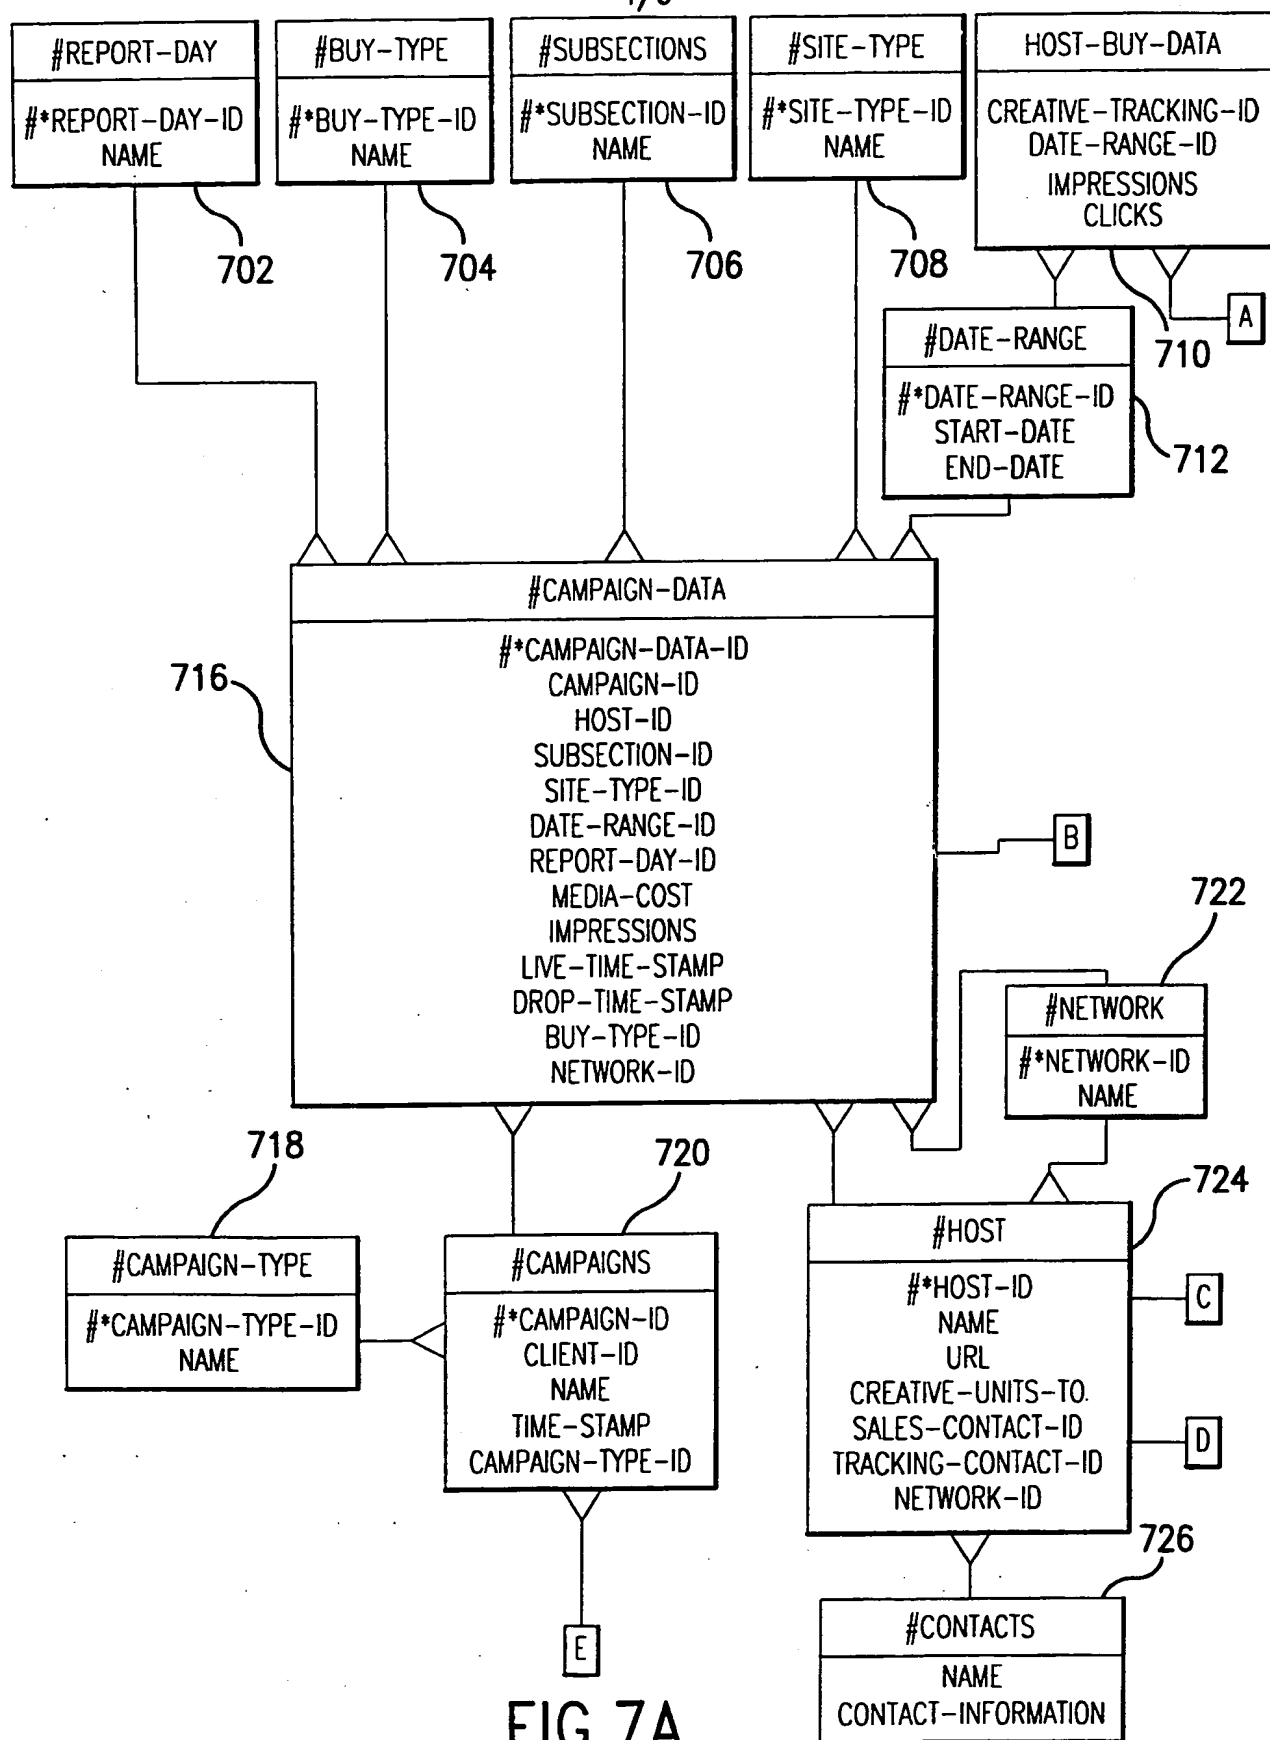 #REPORT-DAY
#*REPORT-DAY-ID
NAME
702
#BUY-TYPE
#*BUY-TYPE-ID
NAME
704
#SUBSECTIONS
#*SUBSECTION-ID
NAME
706
#SITE-TYPE
#*SITE-TYPE-ID
NAME
708
HOST-BUY-DATA
CREATIVE-TRACKING-ID
DATE-RANGE-ID
IMPRESSIONS
CLICKS
710
A
#DATE-RANGE
#*DATE-RANGE-ID
START-DATE
END-DATE
712
716
#CAMPAIGN-DATA
#*CAMPAIGN-DATA-ID
CAMPAIGN-ID
HOST-ID
SUBSECTION-ID
SITE-TYPE-ID
DATE-RANGE-ID
REPORT-DAY-ID
MEDIA-COST
IMPRESSIONS
LIVE-TIME-STAMP
DROP-TIME-STAMP
BUY-TYPE-ID
NETWORK-ID
B
722
#NETWORK
#*NETWORK-ID
NAME
718
#CAMPAIGN-TYPE
#*CAMPAIGN-TYPE-ID
NAME
720
#CAMPAIGNS
#*CAMPAIGN-ID
CLIENT-ID
NAME
TIME-STAMP
CAMPAIGN-TYPE-ID
E
724
#HOST
#*HOST-ID
NAME
URL
CREATIVE-UNITS-TO.
SALES-CONTACT-ID
TRACKING-CONTACT-ID
NETWORK-ID
C
D
726
#CONTACTS
NAME
CONTACT-INFORMATION
FIG 7A